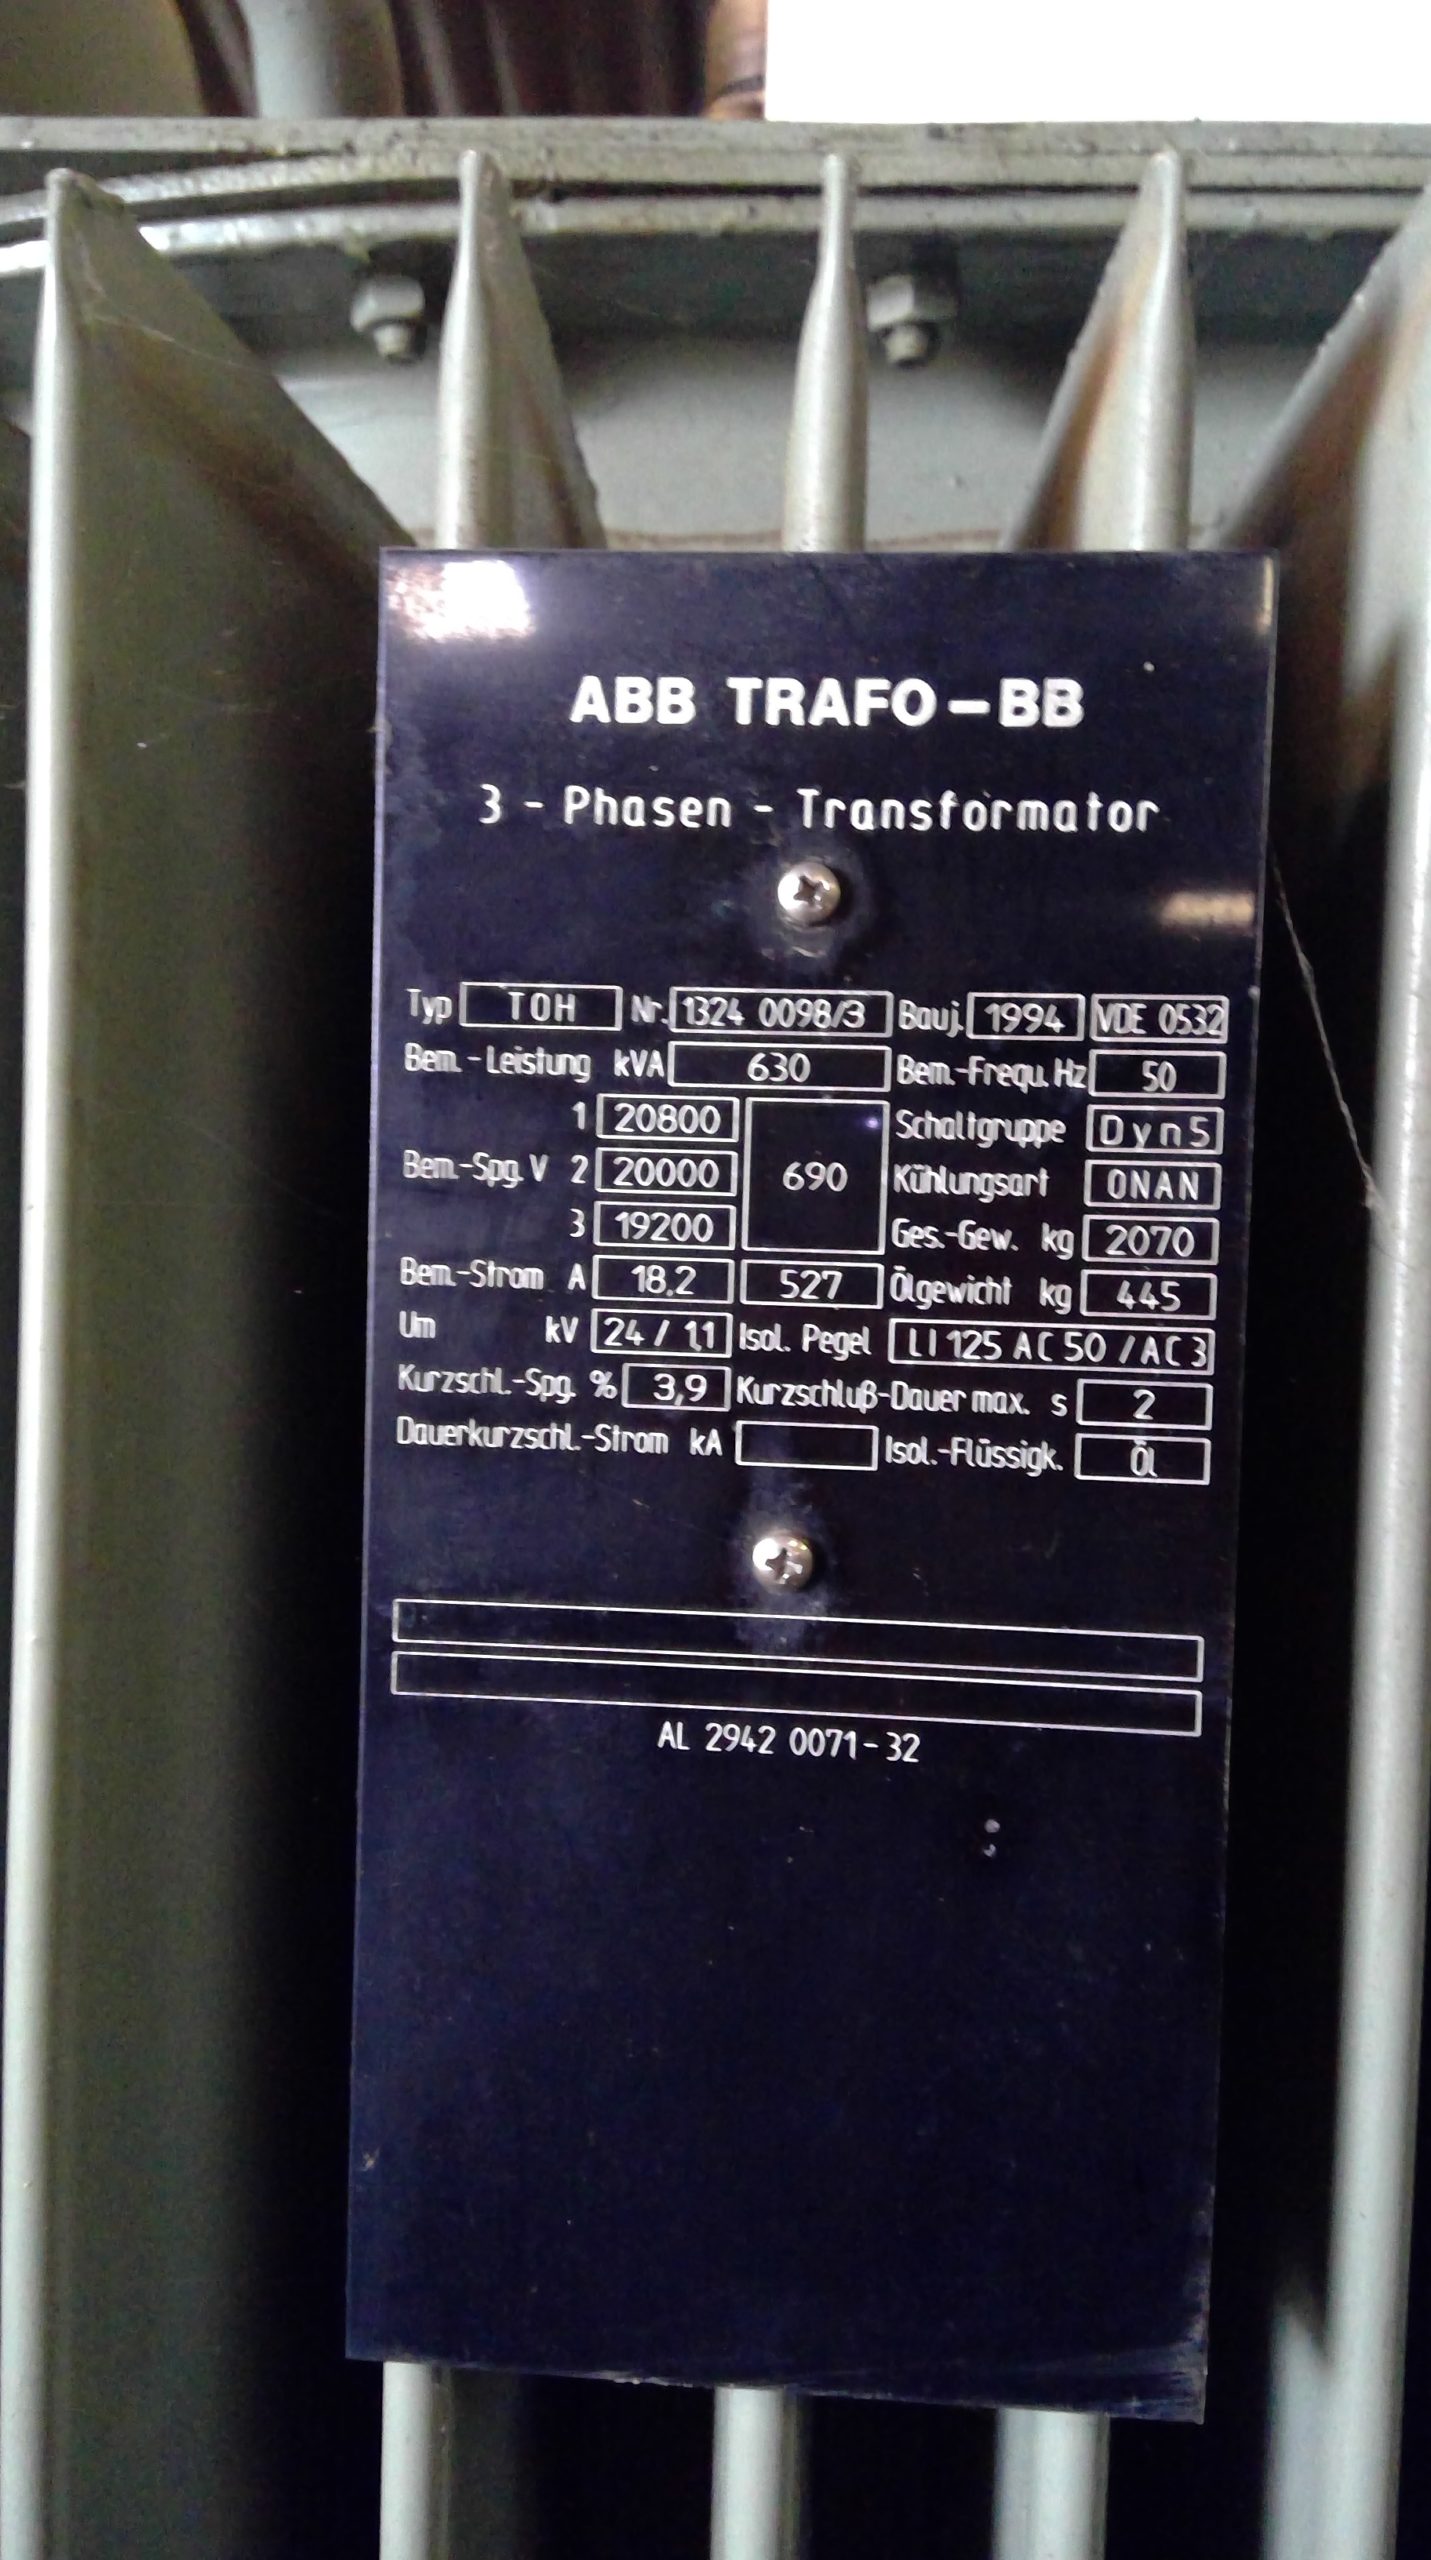 ABB TRAFO-BB
3 - Phasen - Transformator
Typ TOH Nr. 1324 0098/3 Bauj. 1994 VDE 0532
Bem.-Leistung kVA 630 Bem.-Frequ. Hz 50
1 20800 Schaltgruppe Dyn5
Bem.-Spg. V 2 20000 690 Kühlungsart ONAN
3 19200 Ges.-Gew. kg 2070
Bem.-Strom A 18,2 527 Ölgewicht kg 445
Um kV 24 / 1,1 Isol. Pegel LI 125 AC 50 / AC 3
Kurzschl.-Spg. % 3,9 Kurzschluß-Dauer max. s 2
Dauerkurzschl.-Strom kA Isol.-Flüssigk. Öl
AL 2942 0071-32